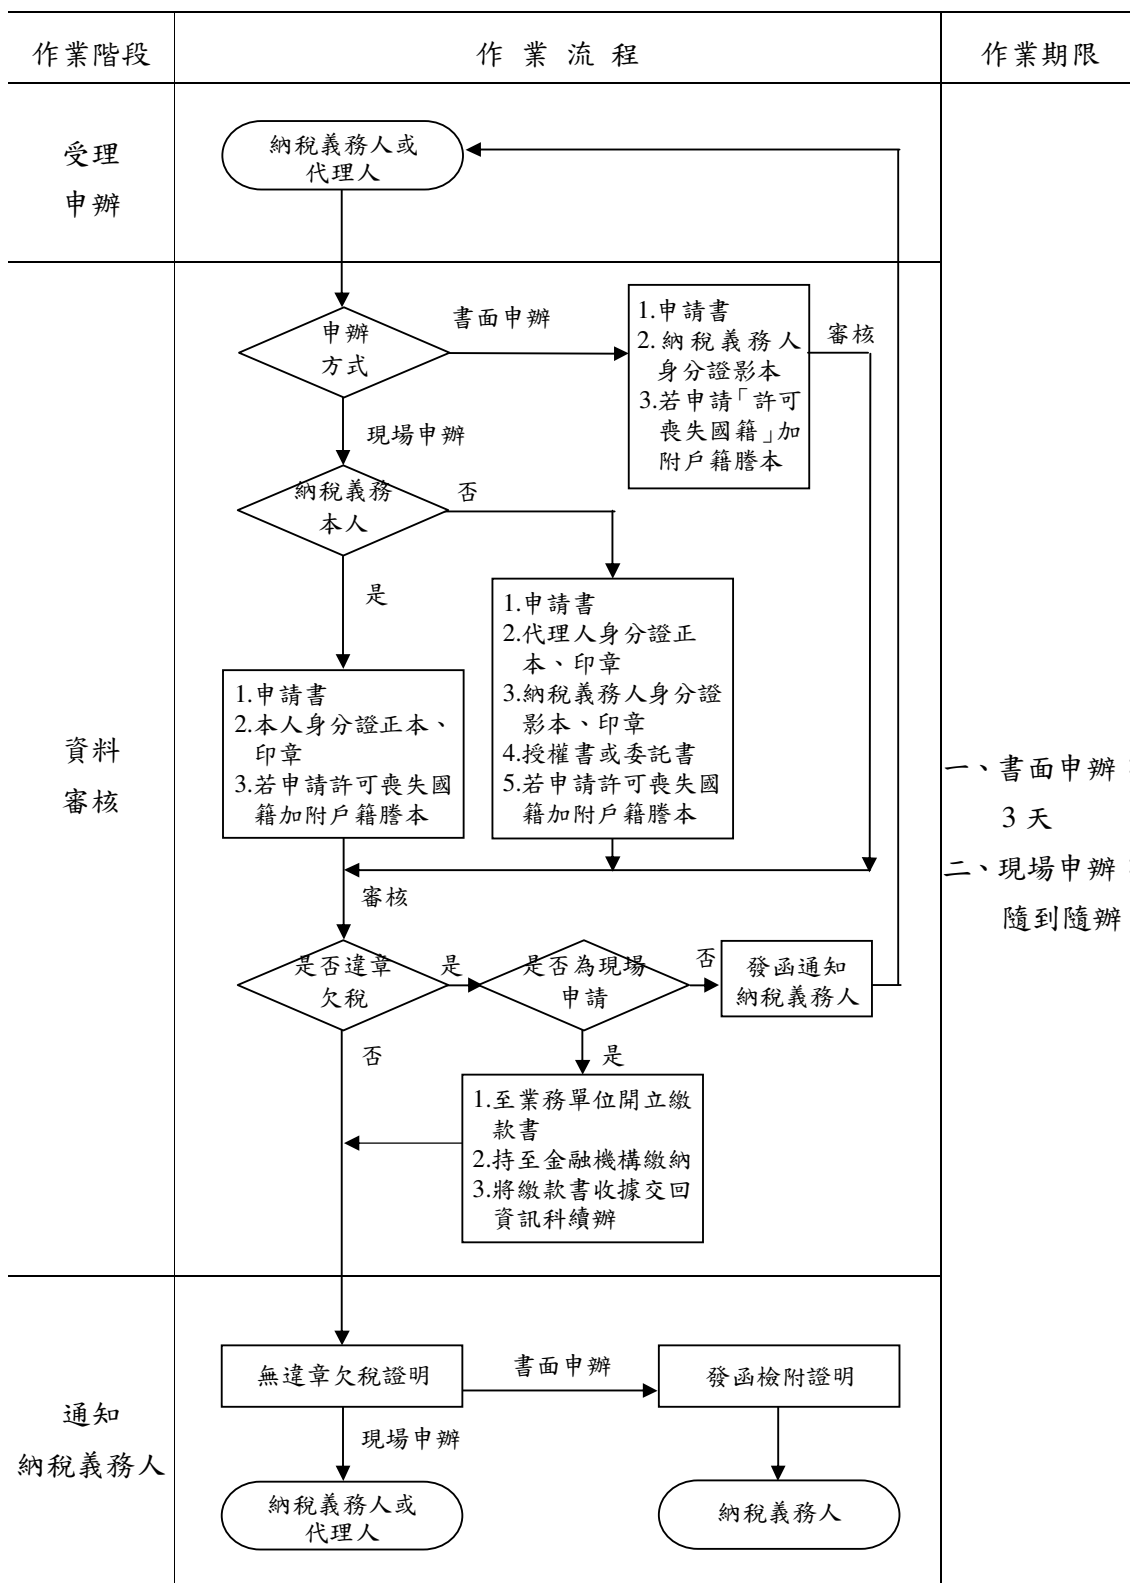 作業階段
作 業 流 程
作業期限
受理
申辦
納稅義務人或
代理人
申辦
方式
書面申辦
1.申請書
2.納稅義務人
身分證影本
3.若申請「許可
喪失國籍」加
附戶籍謄本
審核
現場申辦
納稅義務
本人
否
是
1.申請書
2.代理人身分證正
本、印章
3.納稅義務人身分證
影本、印章
4.授權書或委託書
5.若申請許可喪失國
籍加附戶籍謄本
1.申請書
2.本人身分證正本、
印章
3.若申請許可喪失國
籍加附戶籍謄本
資料
審核
一、書面申辦：
3 天
二、現場申辦：
隨到隨辦
審核
是否違章
欠稅
是
是否為現場
申請
否
發函通知
納稅義務人
否
是
1.至業務單位開立繳
款書
2.持至金融機構繳納
3.將繳款書收據交回
資訊科續辦
通知
納稅義務人
無違章欠稅證明
書面申辦
發函檢附證明
現場申辦
納稅義務人或
代理人
納稅義務人